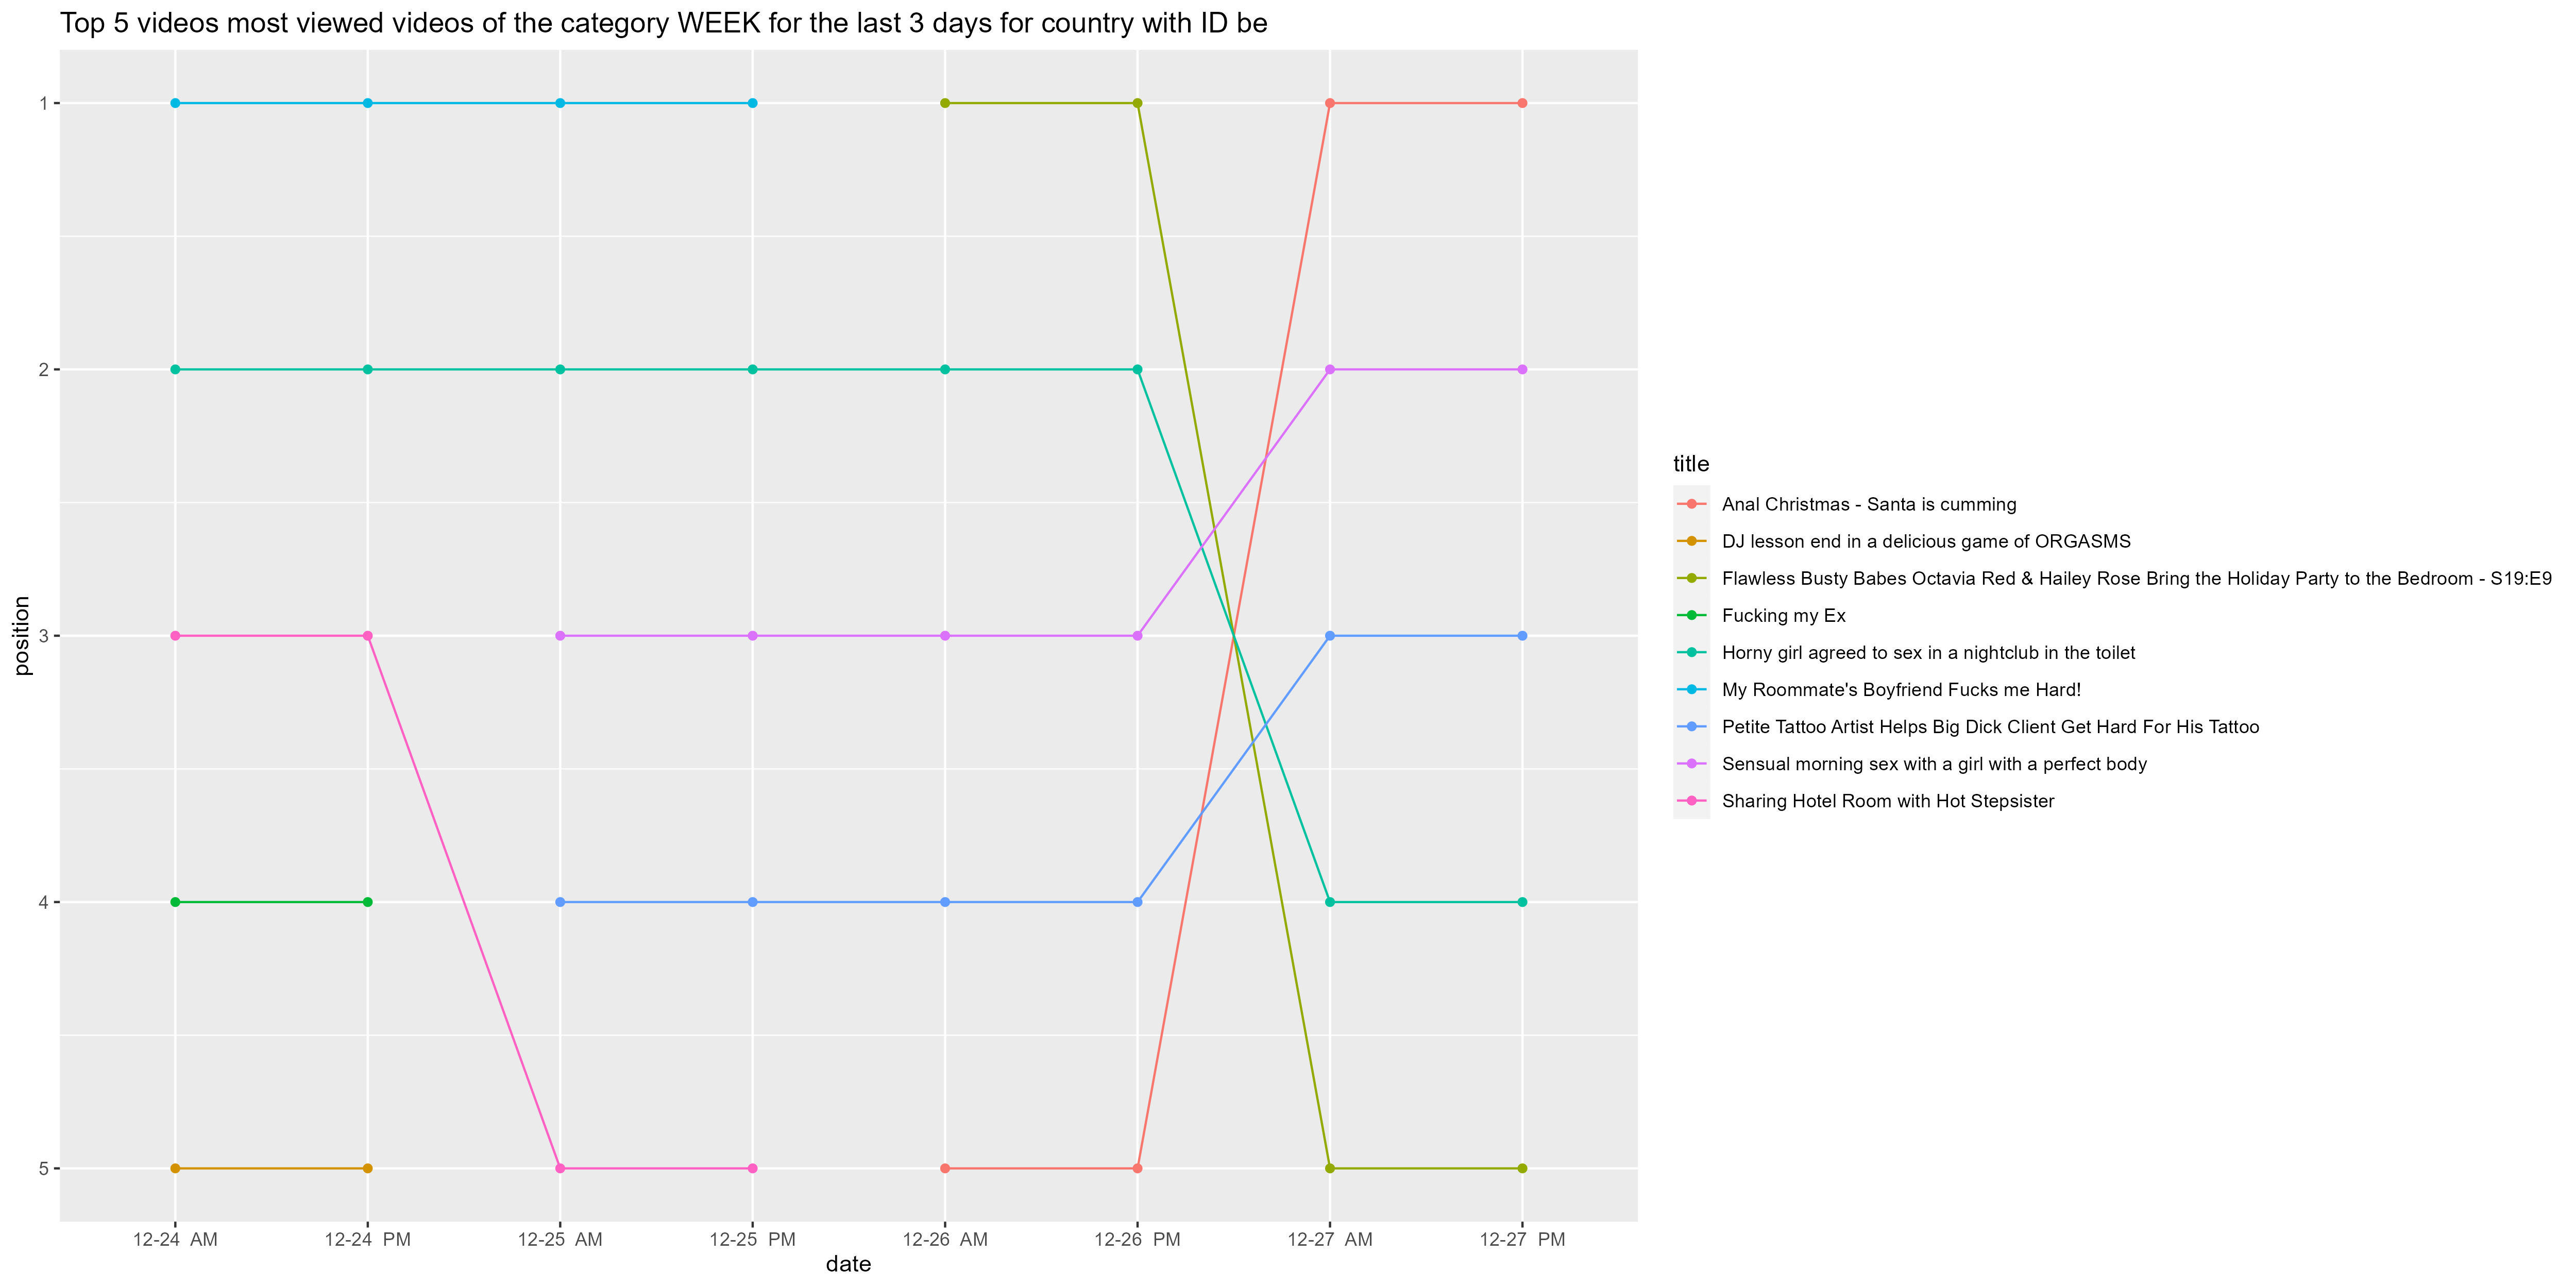 Top 5 videos most viewed videos of the category WEEK for the last 3 days for country with ID be
position
1
2
3
4
5
12-24 AM
12-24 PM
12-25 AM
12-25 PM
12-26 AM
12-26 PM
12-27 AM
12-27 PM
date
title
Anal Christmas - Santa is cumming
DJ lesson end in a delicious game of ORGASMS
Flawless Busty Babes Octavia Red & Hailey Rose Bring the Holiday Party to the Bedroom - S19:E9
Fucking my Ex
Horny girl agreed to sex in a nightclub in the toilet
My Roommate's Boyfriend Fucks me Hard!
Petite Tattoo Artist Helps Big Dick Client Get Hard For His Tattoo
Sensual morning sex with a girl with a perfect body
Sharing Hotel Room with Hot Stepsister